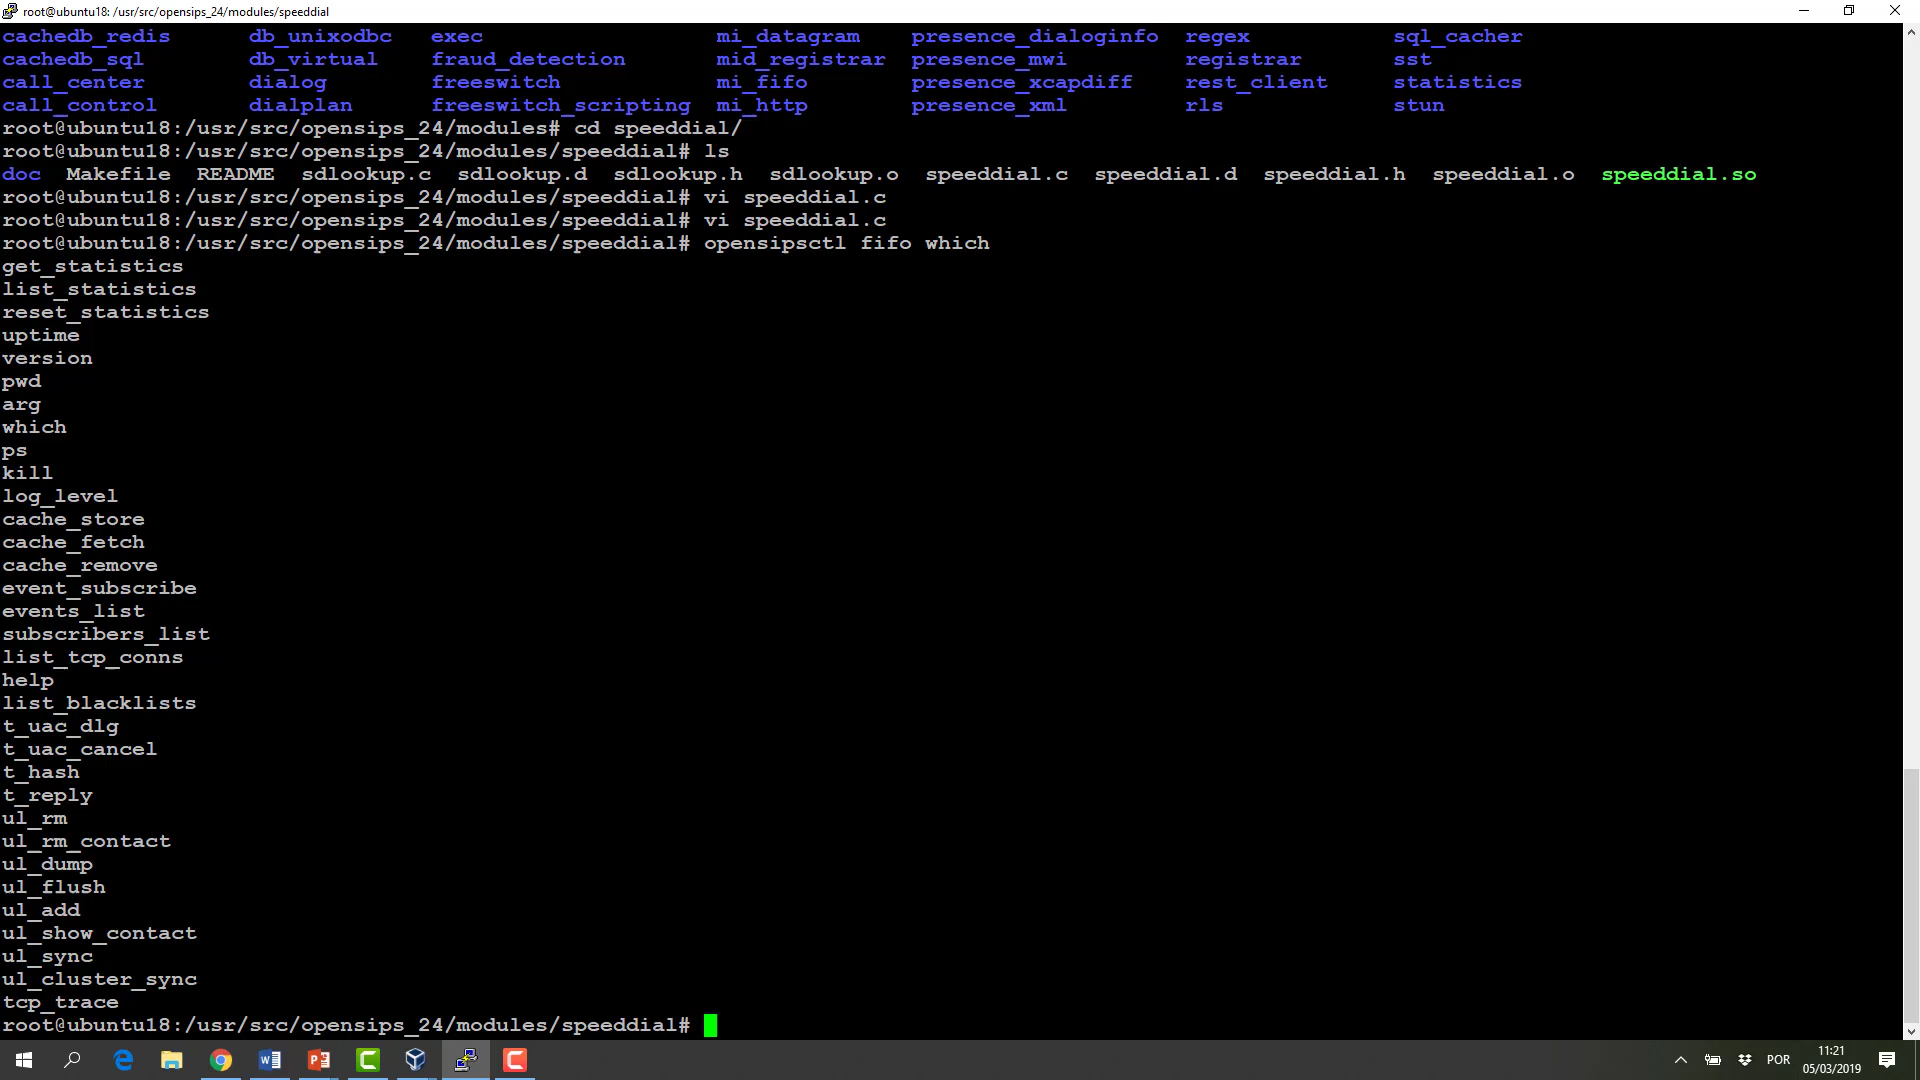 root@ubuntu18: /usr/src/opensips_24/modules/speeddial
cachedb_redis db_unixodbc exec mi_datagram presence_dialoginfo regex sql_cacher
cachedb_sql db_virtual fraud_detection mid_registrar presence_mwi registrar sst
call_center dialog freeswitch mi_fifo presence_xcapdiff rest_client statistics
call_control dialplan freeswitch_scripting mi_http presence_xml rls stun
root@ubuntu18:/usr/src/opensips_24/modules# cd speeddial/
root@ubuntu18:/usr/src/opensips_24/modules/speeddial# ls
doc Makefile README sdlookup.c sdlookup.d sdlookup.h sdlookup.o speeddial.c speeddial.d speeddial.h speeddial.o speeddial.so
root@ubuntu18:/usr/src/opensips_24/modules/speeddial# vi speeddial.c
root@ubuntu18:/usr/src/opensips_24/modules/speeddial# vi speeddial.c
root@ubuntu18:/usr/src/opensips_24/modules/speeddial# opensipsctl fifo which
get_statistics
list_statistics
reset_statistics
uptime
version
pwd
arg
which
ps
kill
log_level
cache_store
cache_fetch
cache_remove
event_subscribe
events_list
subscribers_list
list_tcp_conns
help
list_blacklists
t_uac_dlg
t_uac_cancel
t_hash
t_reply
ul_rm
ul_rm_contact
ul_dump
ul_flush
ul_add
ul_show_contact
ul_sync
ul_cluster_sync
tcp_trace
root@ubuntu18:/usr/src/opensips_24/modules/speeddial#
POR
11:21
05/03/2019